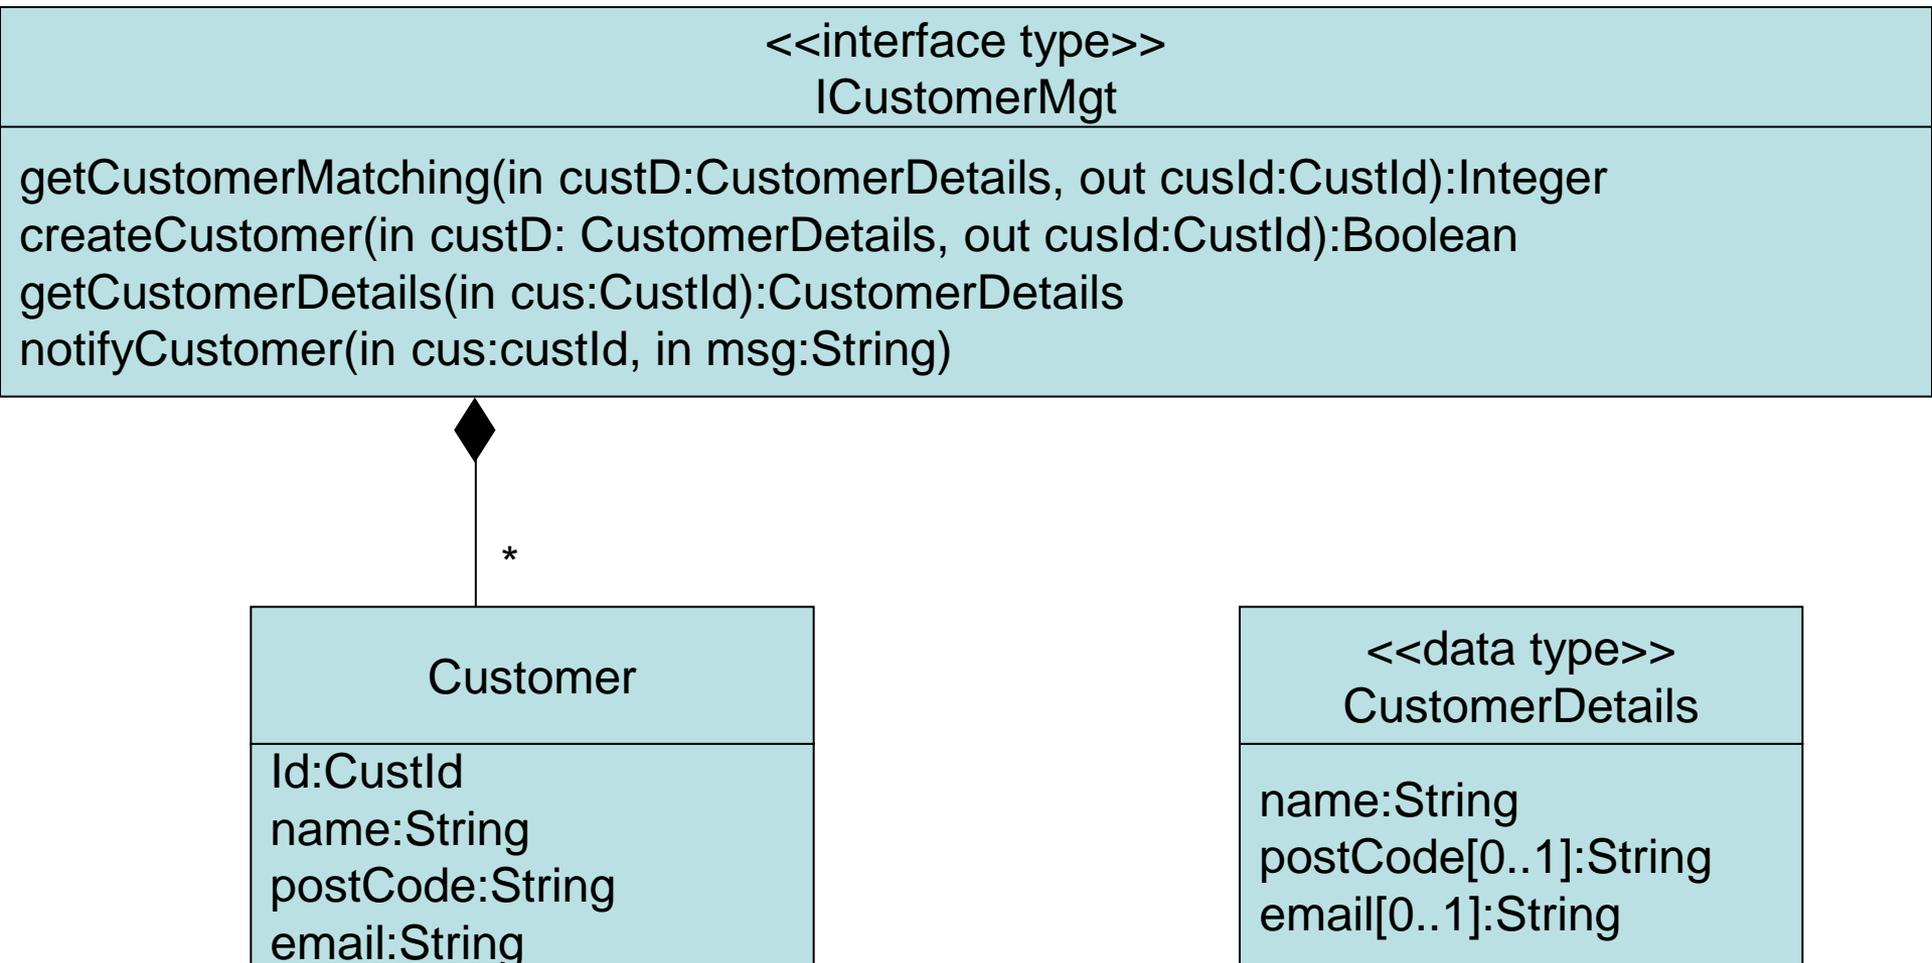 <<interface type>>
ICustomerMgt
getCustomerMatching(in custD:CustomerDetails, out cusId:CustId):Integer
createCustomer(in custD: CustomerDetails, out cusId:CustId):Boolean
getCustomerDetails(in cus:CustId):CustomerDetails
notifyCustomer(in cus:custId, in msg:String)
*
Customer
Id:CustId
name:String
postCode:String
email:String
<<data type>>
CustomerDetails
name:String
postCode[0..1]:String
email[0..1]:String